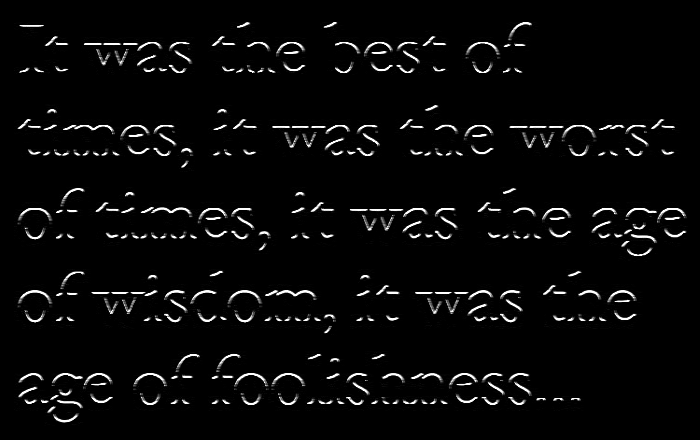 It was the best of
times, it was the worst
of times, it was the age
of wisdom, it was the
age of foolishness...